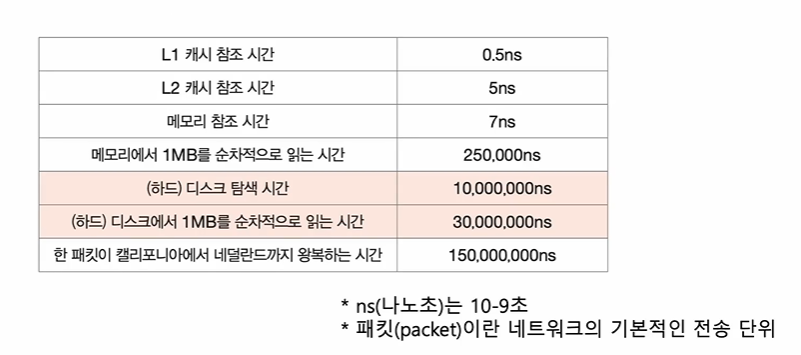 L1 캐시 참조 시간 0.5ns
L2 캐시 참조 시간 5ns
메모리 참조 시간 7ns
메모리에서 1MB를 순차적으로 읽는 시간 250,000ns
(하드) 디스크 탐색 시간 10,000,000ns
(하드) 디스크에서 1MB를 순차적으로 읽는 시간 30,000,000ns
한 패킷이 캘리포니아에서 네덜란드까지 왕복하는 시간 150,000,000ns
* ns(나노초)는 10-9초
* 패킷(packet)이란 네트워크의 기본적인 전송 단위